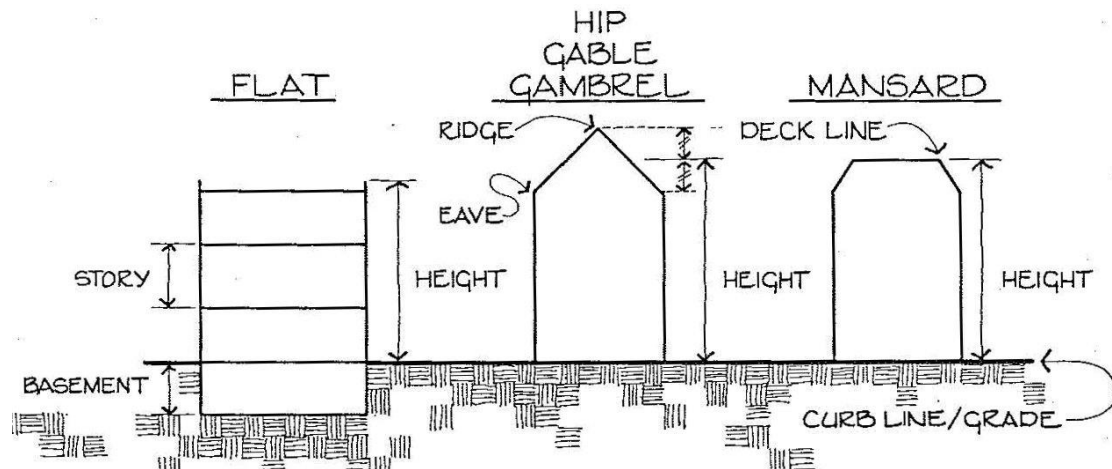 FLAT
HIP
GABLE
GAMBREL
MANSARD
RIDGE
DECK LINE
EAVE
STORY
HEIGHT
HEIGHT
HEIGHT
BASEMENT
CURB LINE/GRADE